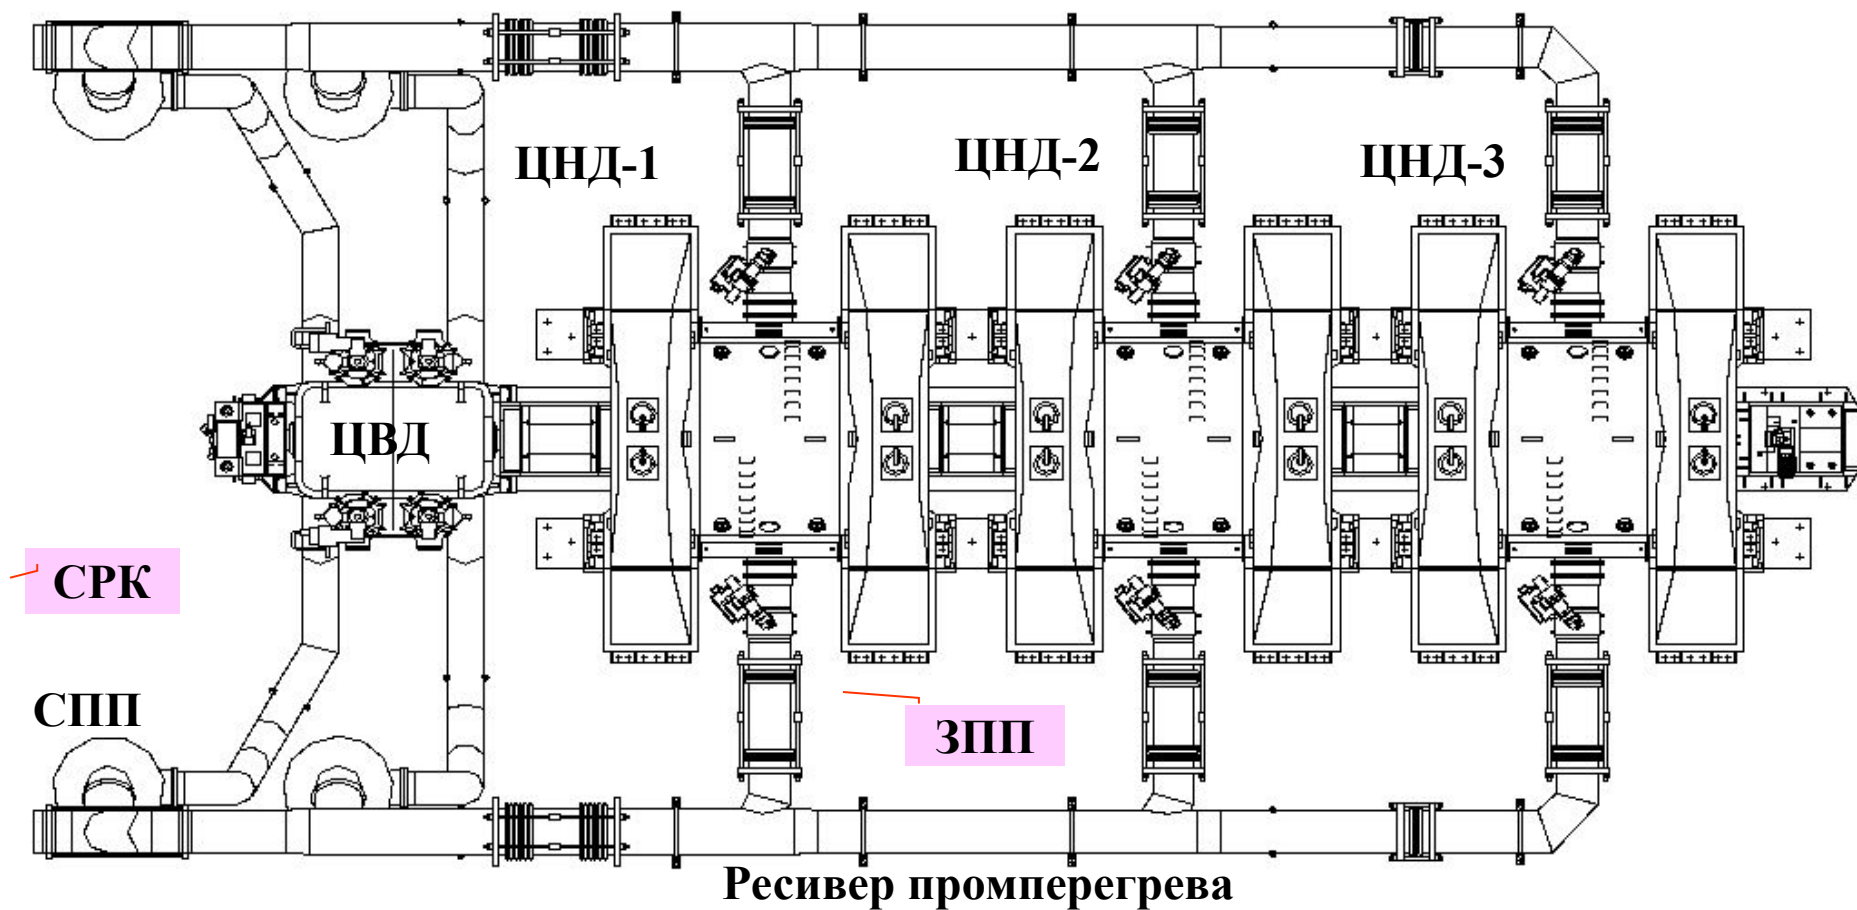 ЦНД-1
ЦНД-2
ЦНД-3
ЦВД
СРК
СПП
ЗПП
Ресивер промперегрева